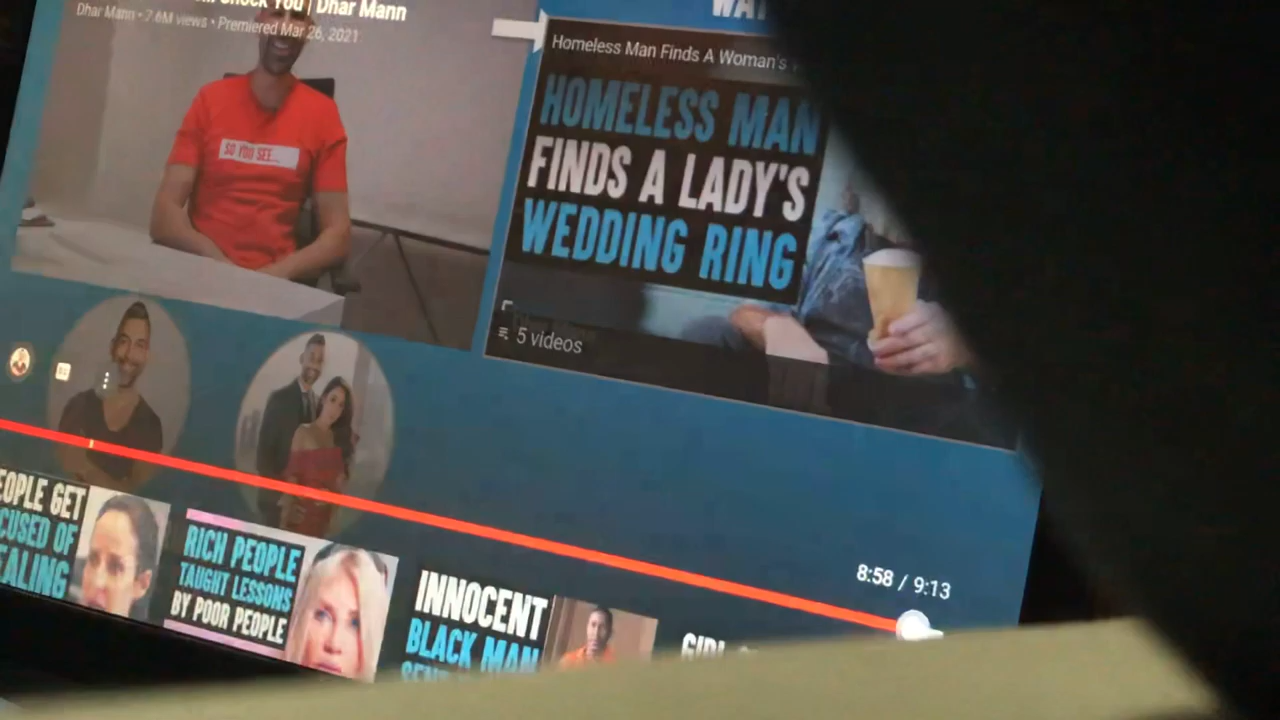 Shock You | Dhar Mann
Dhar Mann • 7.6M views • Premiered Mar 26, 2021
SO YOU SEE...
Homeless Man Finds A Woman's
HOMELESS MAN
FINDS A LADY'S
WEDDING RING
5 videos
8:58 / 9:13
EOPLE GET
CUSED OF
EALING
RICH PEOPLE
TAUGHT LESSONS
BY POOR PEOPLE
INNOCENT
BLACK MAN